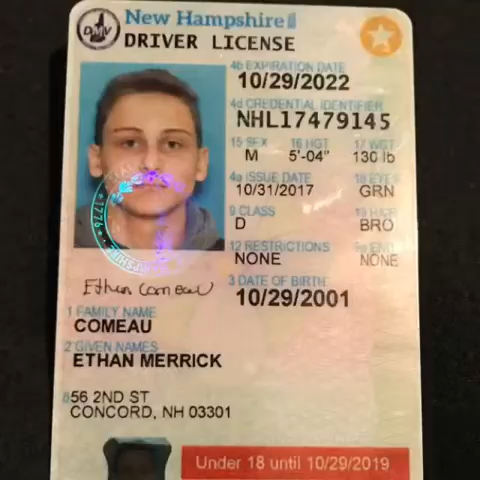 DMV
New Hampshire
DRIVER LICENSE
4b EXPIRATION DATE
10/29/2022
4d CREDENTIAL IDENTIFIER
NHL17479145
15 SEX 16 HGT 17 WGT
M 5'-04" 130 lb
4a ISSUE DATE 18 EYES
10/31/2017 GRN
9 CLASS 19 HAIR
D BRO
12 RESTRICTIONS 9a END
NONE NONE
3 DATE OF BIRTH
10/29/2001
1776
Ethan Comeau
1 FAMILY NAME
COMEAU
2 GIVEN NAMES
ETHAN MERRICK
8 56 2ND ST
CONCORD, NH 03301
Under 18 until 10/29/2019